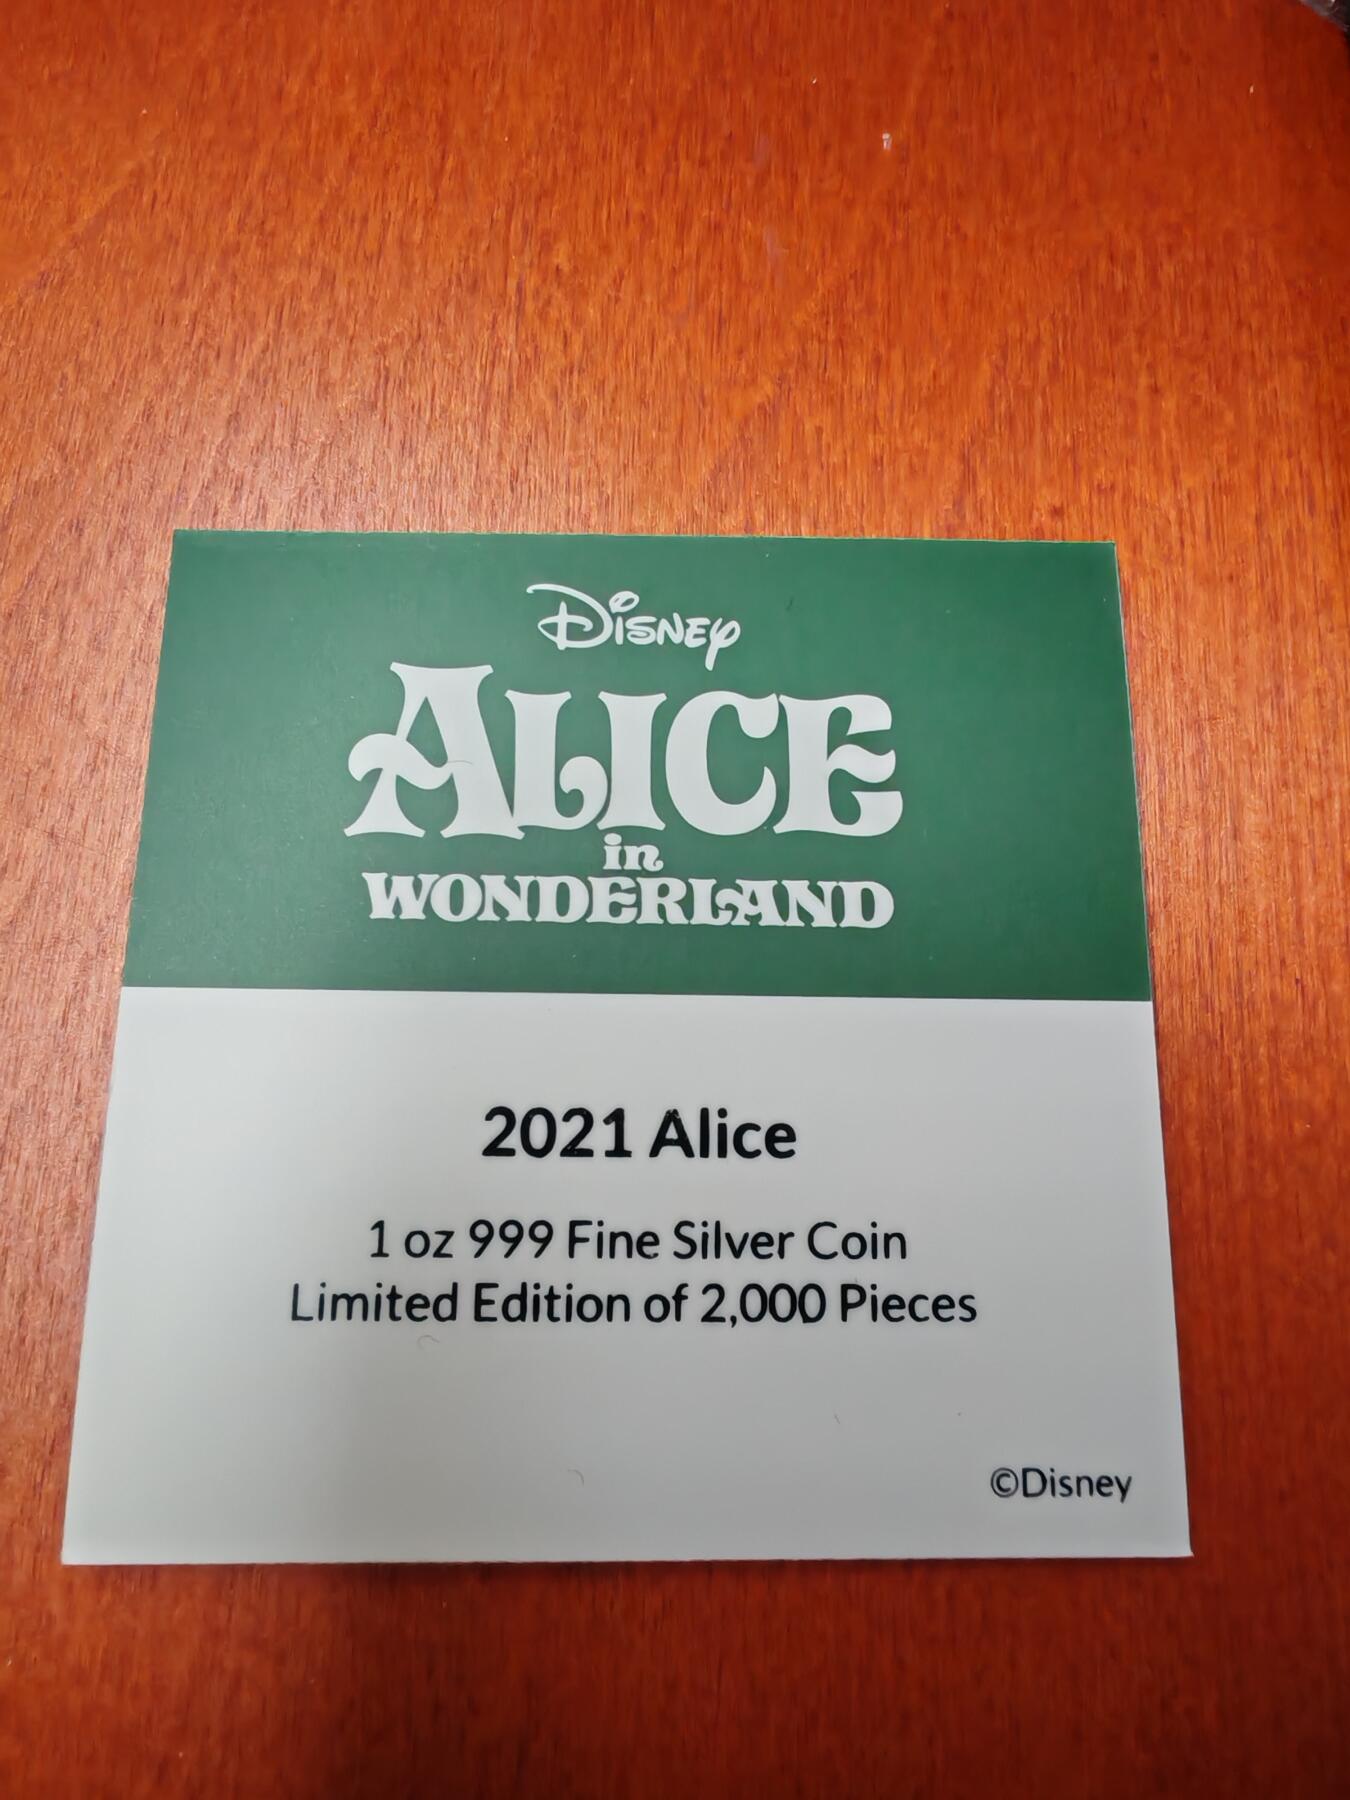 Disney
ALICE
in
WONDERLAND
2021 Alice
1 oz 999 Fine Silver Coin
Limited Edition of 2,000 Pieces
©Disney